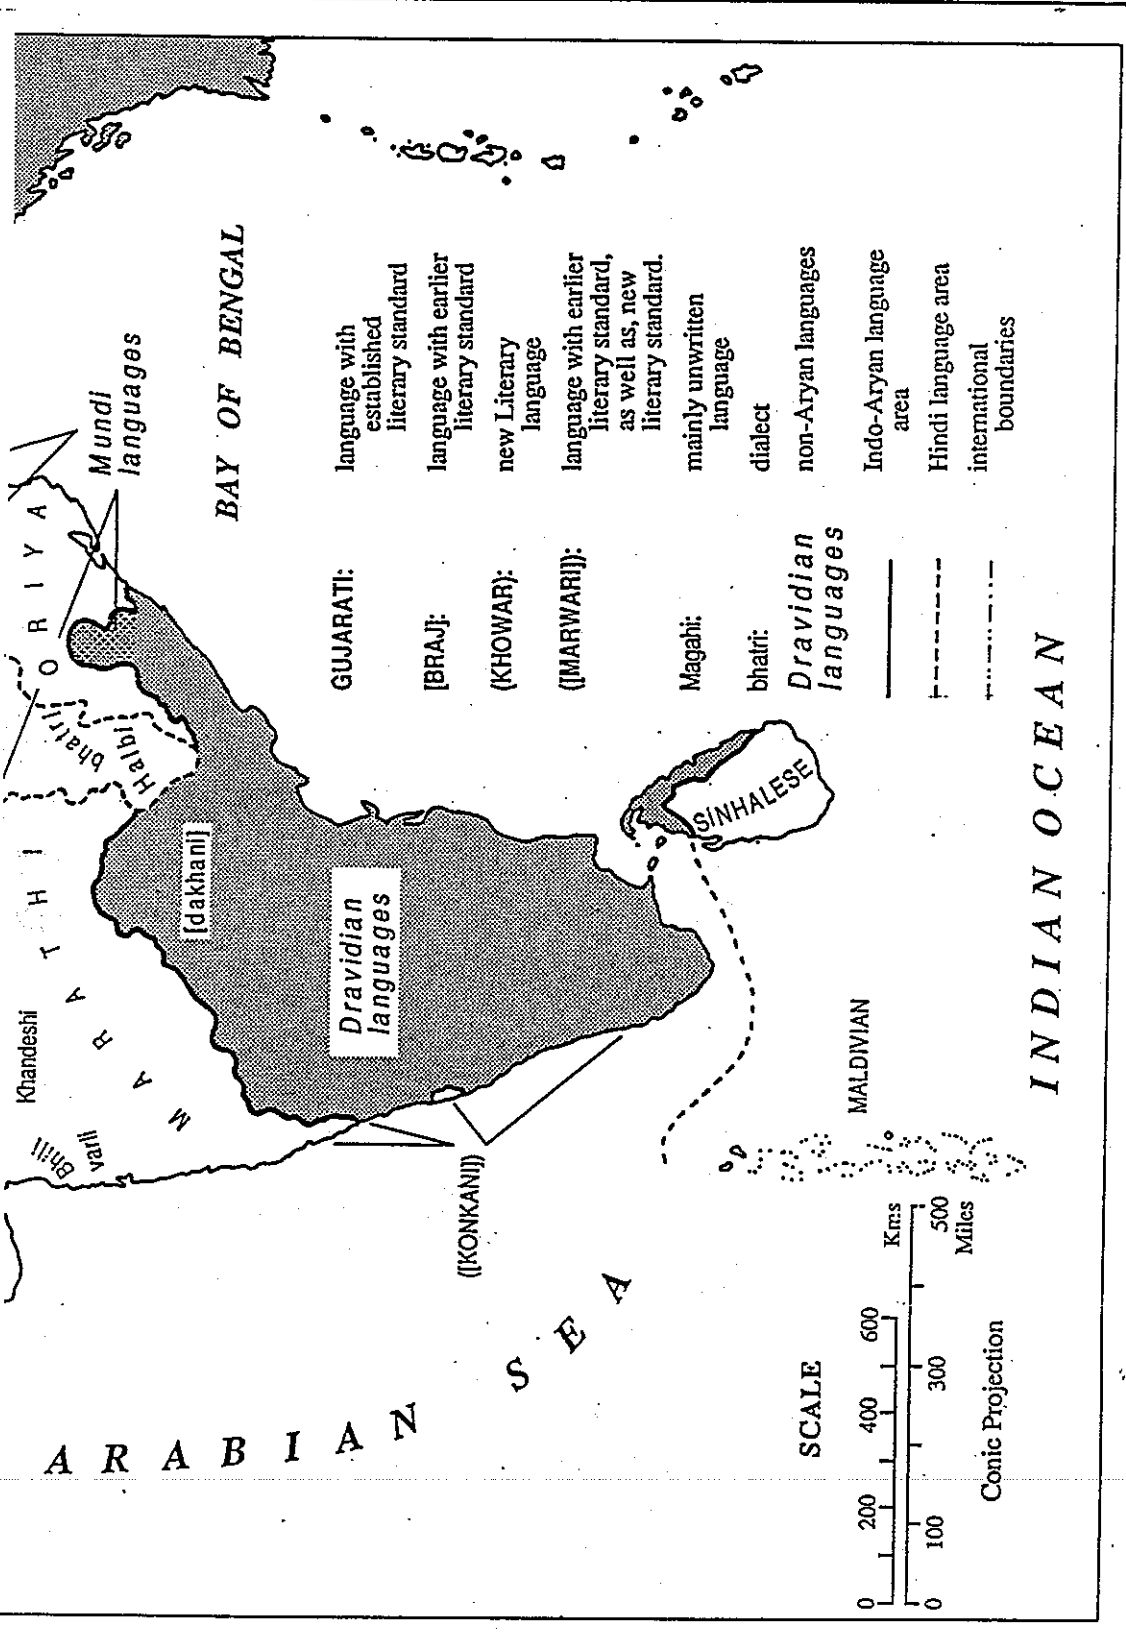 ORIYA
Mundi
languages
bhatri
Halbi
MARATHI
Khandeshi
Bhili
varli
[dakhani]
Dravidian
languages
([KONKANI])
BAY OF BENGAL
ARABIAN SEA
SINHALESE
MALDIVIAN
INDIAN OCEAN
GUJARATI: language with
established
literary standard
[BRAJ]: language with earlier
literary standard
(KHOWAR): new Literary
language
([MARWARI]): language with earlier
literary standard,
as well as, new
literary standard.
Magahi: mainly unwritten
language
bhatri: dialect
Dravidian non-Aryan languages
languages
Indo-Aryan language
area
Hindi language area
international
boundaries
SCALE
0 200 400 600 Kms
0 100 300 500
Miles
Conic Projection